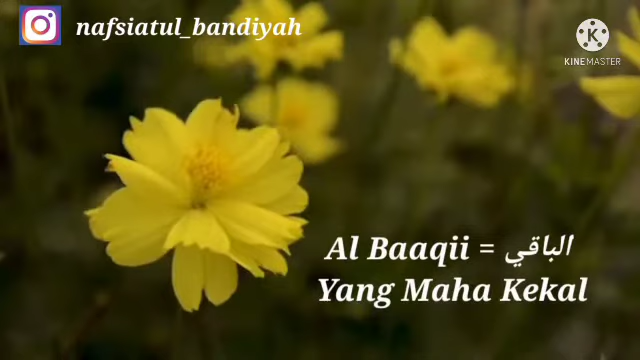 nafsiatul_bandiyah
KINEMASTER
Al Baaqii = الباقي
Yang Maha Kekal